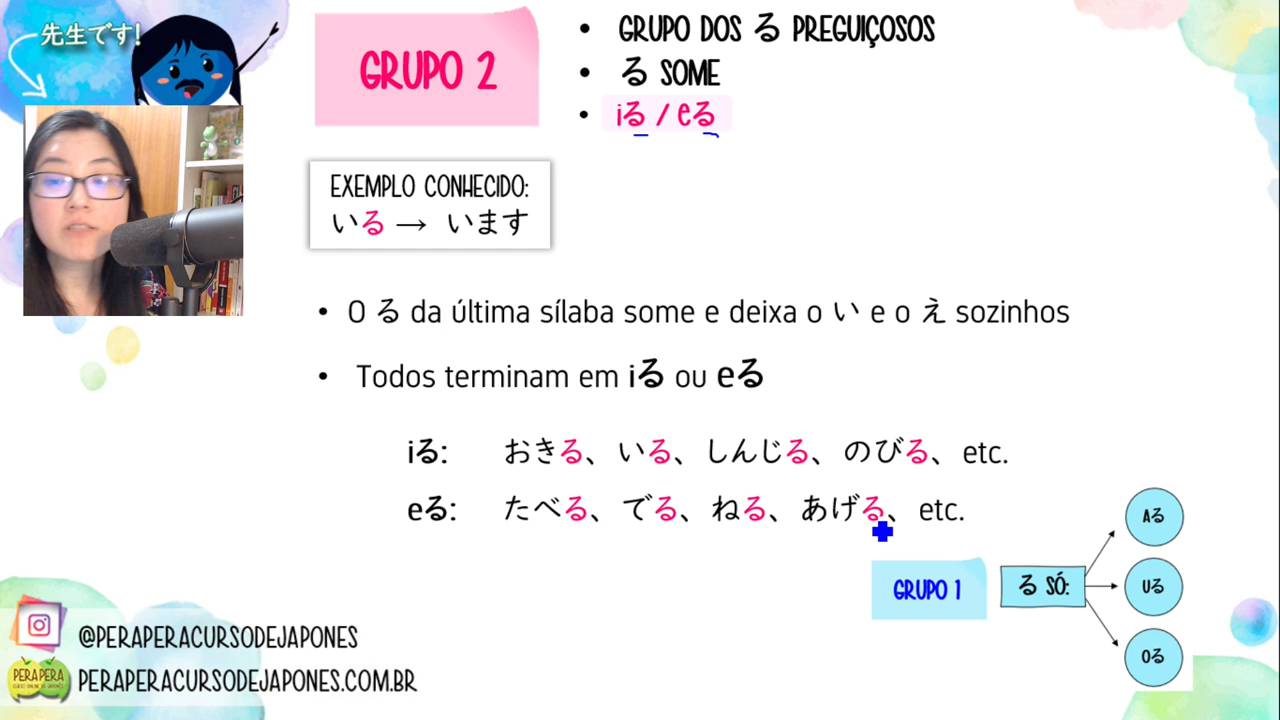 先生です!
GRUPO 2
• GRUPO DOS る PREGUIÇOSOS
• る SOME
• iる / eる
EXEMPLO CONHECIDO:
いる → います
• O る da última sílaba some e deixa o い e o え sozinhos
• Todos terminam em iる ou eる
iる: おきる、いる、しんじる、のびる、etc.
eる: たべる、でる、ねる、あげる、etc.
GRUPO 1
る SÓ:
Aる
Uる
Oる
@PERAPERACURSODEJAPONES
PERAPERA
PERAPERACURSODEJAPONES.COM.BR